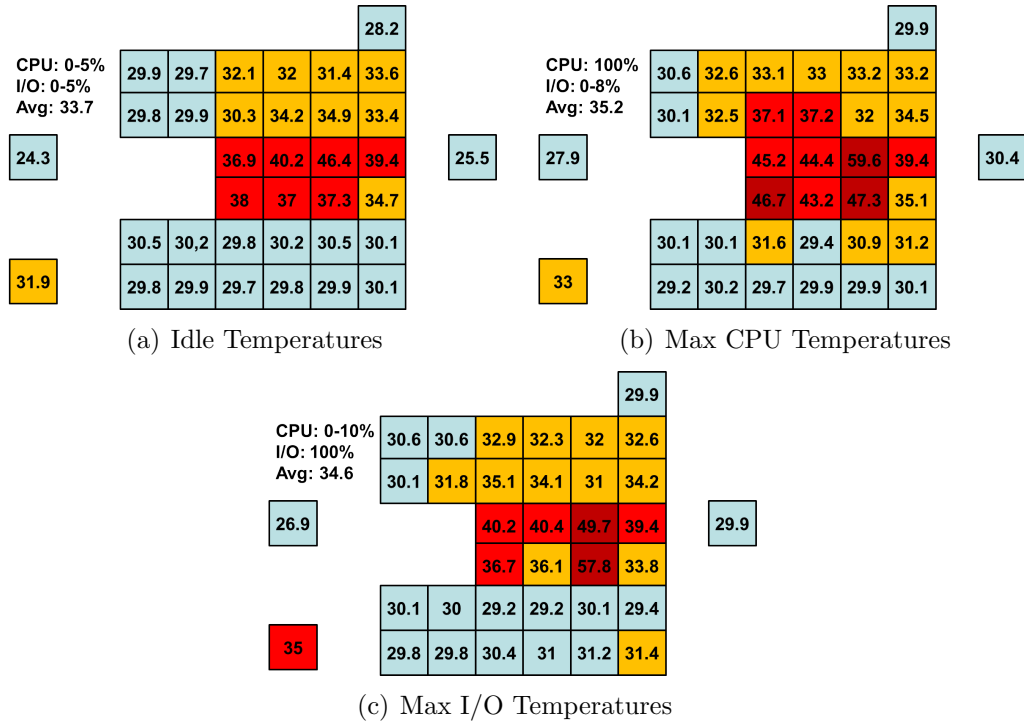 28.2
CPU: 0-5%
I/O: 0-5%
Avg: 33.7
29.9 29.7 32.1 32 31.4 33.6
29.8 29.9 30.3 34.2 34.9 33.4
24.3 36.9 40.2 46.4 39.4 25.5
38 37 37.3 34.7
30.5 30,2 29.8 30.2 30.5 30.1
31.9 29.8 29.9 29.7 29.8 29.9 30.1
(a) Idle Temperatures
29.9
CPU: 100%
I/O: 0-8%
Avg: 35.2
30.6 32.6 33.1 33 33.2 33.2
30.1 32.5 37.1 37.2 32 34.5
27.9 45.2 44.4 59.6 39.4 30.4
46.7 43.2 47.3 35.1
30.1 30.1 31.6 29.4 30.9 31.2
33 29.2 30.2 29.7 29.9 29.9 30.1
(b) Max CPU Temperatures
29.9
CPU: 0-10%
I/O: 100%
Avg: 34.6
30.6 30.6 32.9 32.3 32 32.6
30.1 31.8 35.1 34.1 31 34.2
26.9 40.2 40.4 49.7 39.4 29.9
36.7 36.1 57.8 33.8
30.1 30 29.2 29.2 30.1 29.4
35 29.8 29.8 30.4 31 31.2 31.4
(c) Max I/O Temperatures